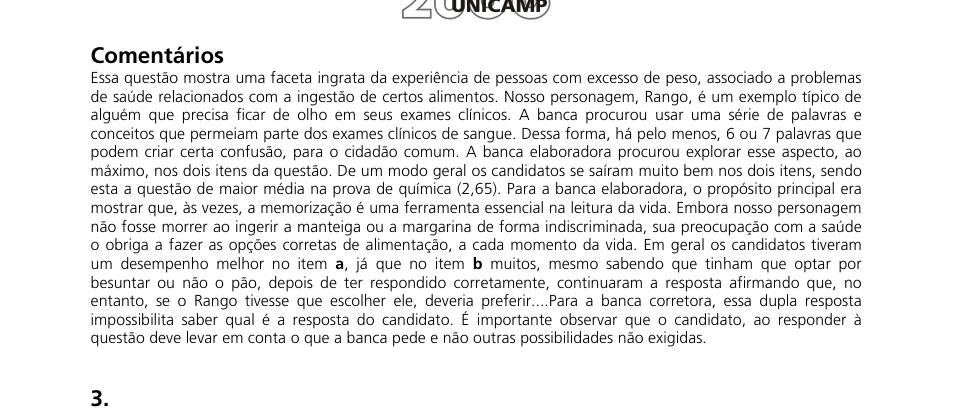 UNICAMP
Comentários
Essa questão mostra uma faceta ingrata da experiência de pessoas com excesso de peso, associado a problemas
de saúde relacionados com a ingestão de certos alimentos. Nosso personagem, Rango, é um exemplo típico de
alguém que precisa ficar de olho em seus exames clínicos. A banca procurou usar uma série de palavras e
conceitos que permeiam parte dos exames clínicos de sangue. Dessa forma, há pelo menos, 6 ou 7 palavras que
podem criar certa confusão, para o cidadão comum. A banca elaboradora procurou explorar esse aspecto, ao
máximo, nos dois itens da questão. De um modo geral os candidatos se saíram muito bem nos dois itens, sendo
esta a questão de maior média na prova de química (2,65). Para a banca elaboradora, o propósito principal era
mostrar que, às vezes, a memorização é uma ferramenta essencial na leitura da vida. Embora nosso personagem
não fosse morrer ao ingerir a manteiga ou a margarina de forma indiscriminada, sua preocupação com a saúde
o obriga a fazer as opções corretas de alimentação, a cada momento da vida. Em geral os candidatos tiveram
um desempenho melhor no item a, já que no item b muitos, mesmo sabendo que tinham que optar por
besuntar ou não o pão, depois de ter respondido corretamente, continuaram a resposta afirmando que, no
entanto, se o Rango tivesse que escolher ele, deveria preferir....Para a banca corretora, essa dupla resposta
impossibilita saber qual é a resposta do candidato. É importante observar que o candidato, ao responder à
questão deve levar em conta o que a banca pede e não outras possibilidades não exigidas.
3.